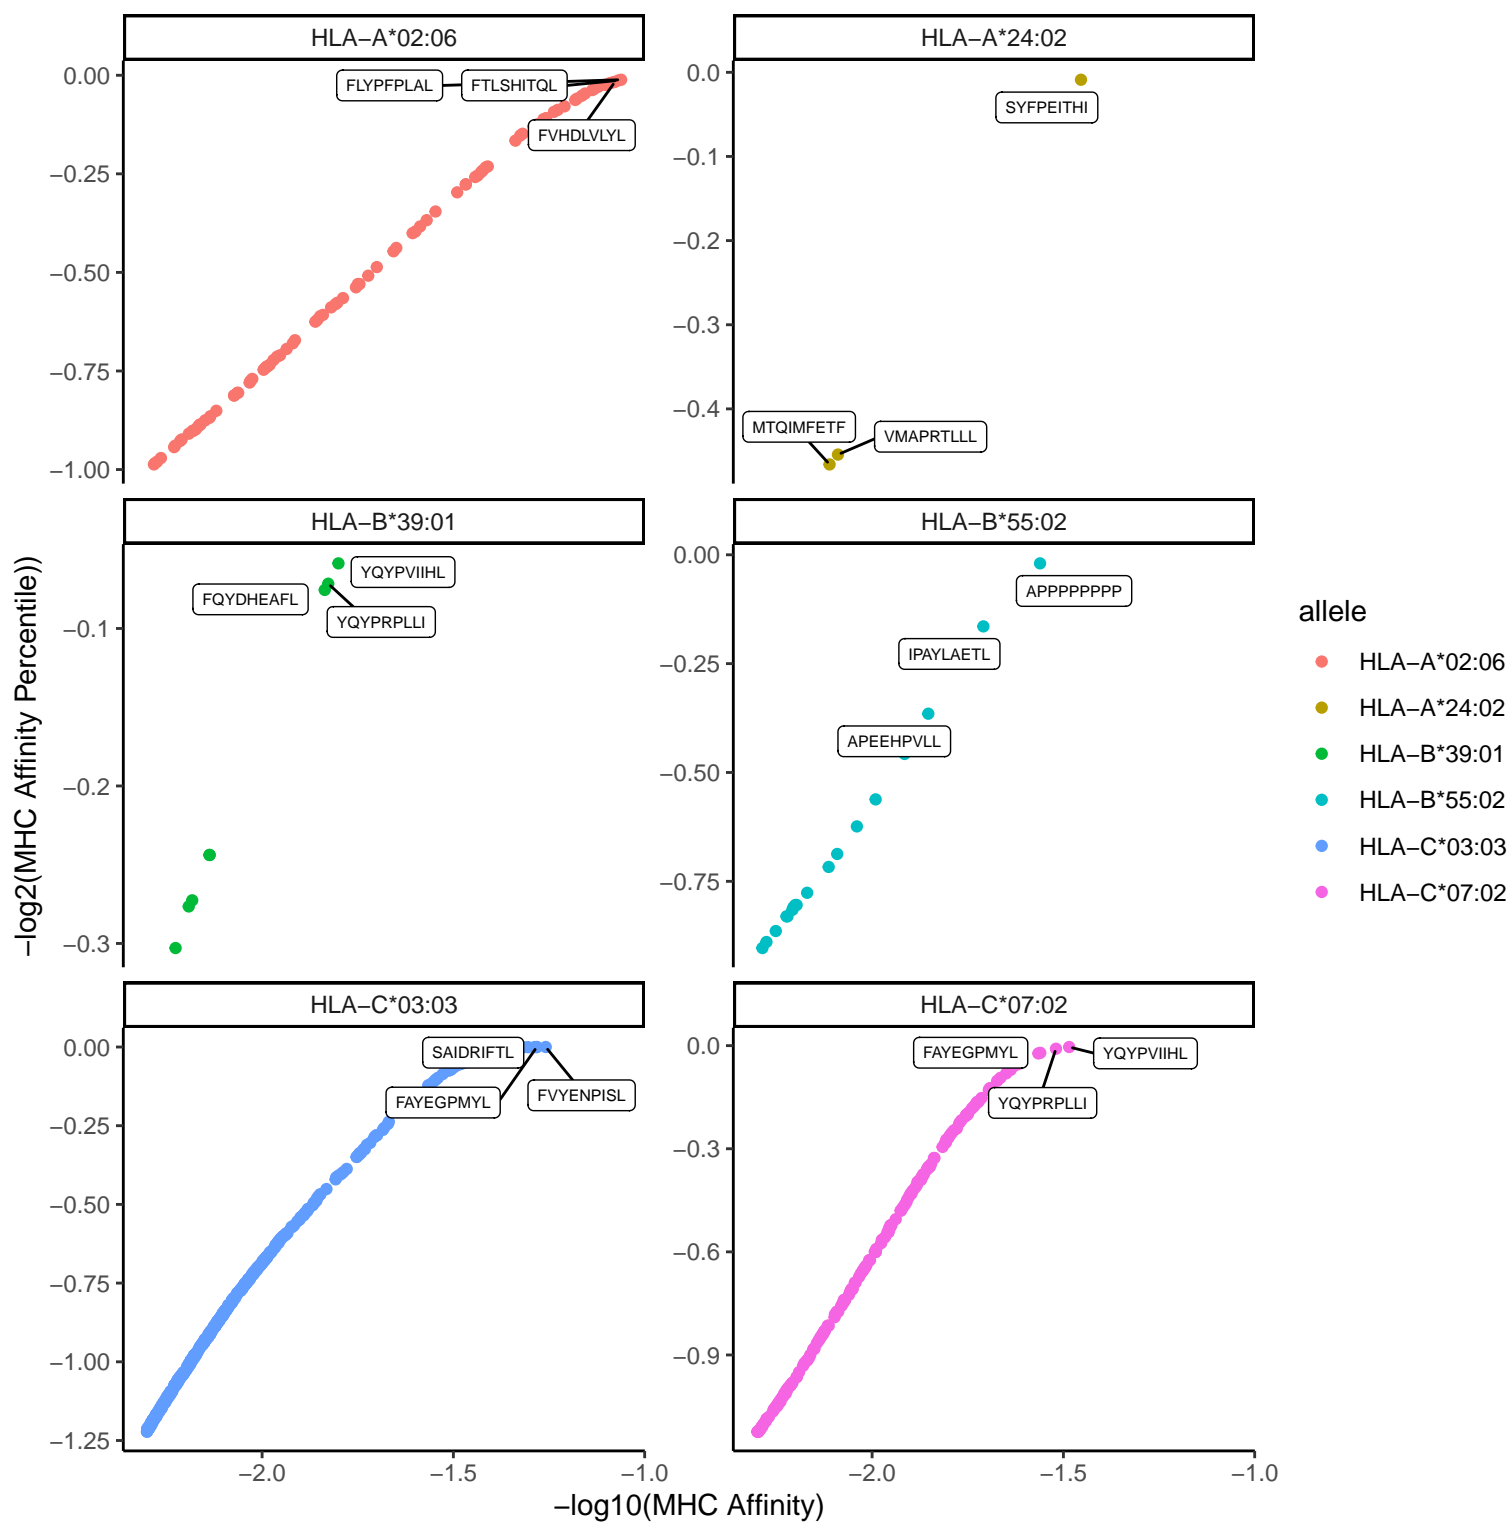 HLA−A*02:06
HLA−A*24:02
0.00
−0.25
−0.50
−0.75
−1.00
FLYPFPLAL
FTLSHITQL
FVHDLVLYL
0.0
−0.1
−0.2
−0.3
−0.4
SYFPEITHI
MTQIMFETF
VMAPRTLLL
HLA−B*39:01
HLA−B*55:02
−0.1
−0.2
−0.3
YQYPVIIHL
FQYDHEAFL
YQYPRPLLI
0.00
−0.25
−0.50
−0.75
APPPPPPPP
IPAYLAETL
APEEHPVLL
HLA−C*03:03
HLA−C*07:02
0.00
−0.25
−0.50
−0.75
−1.00
−1.25
SAIDRIFTL
FAYEGPMYL
FVYENPISL
0.0
−0.3
−0.6
−0.9
FAYEGPMYL
YQYPVIIHL
YQYPRPLLI
−2.0
−1.5
−1.0
−2.0
−1.5
−1.0
−log10(MHC Affinity)
−log2(MHC Affinity Percentile))
allele
HLA−A*02:06
HLA−A*24:02
HLA−B*39:01
HLA−B*55:02
HLA−C*03:03
HLA−C*07:02